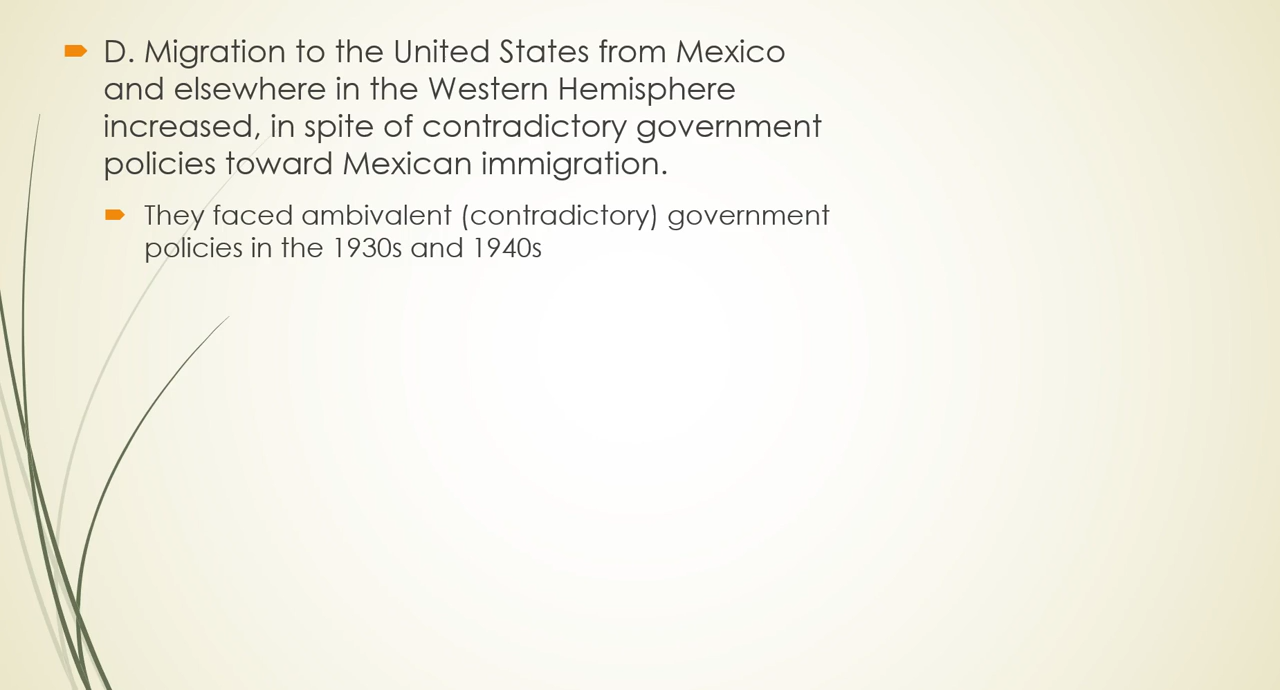 D. Migration to the United States from Mexico
and elsewhere in the Western Hemisphere
increased, in spite of contradictory government
policies toward Mexican immigration.
They faced ambivalent (contradictory) government
policies in the 1930s and 1940s